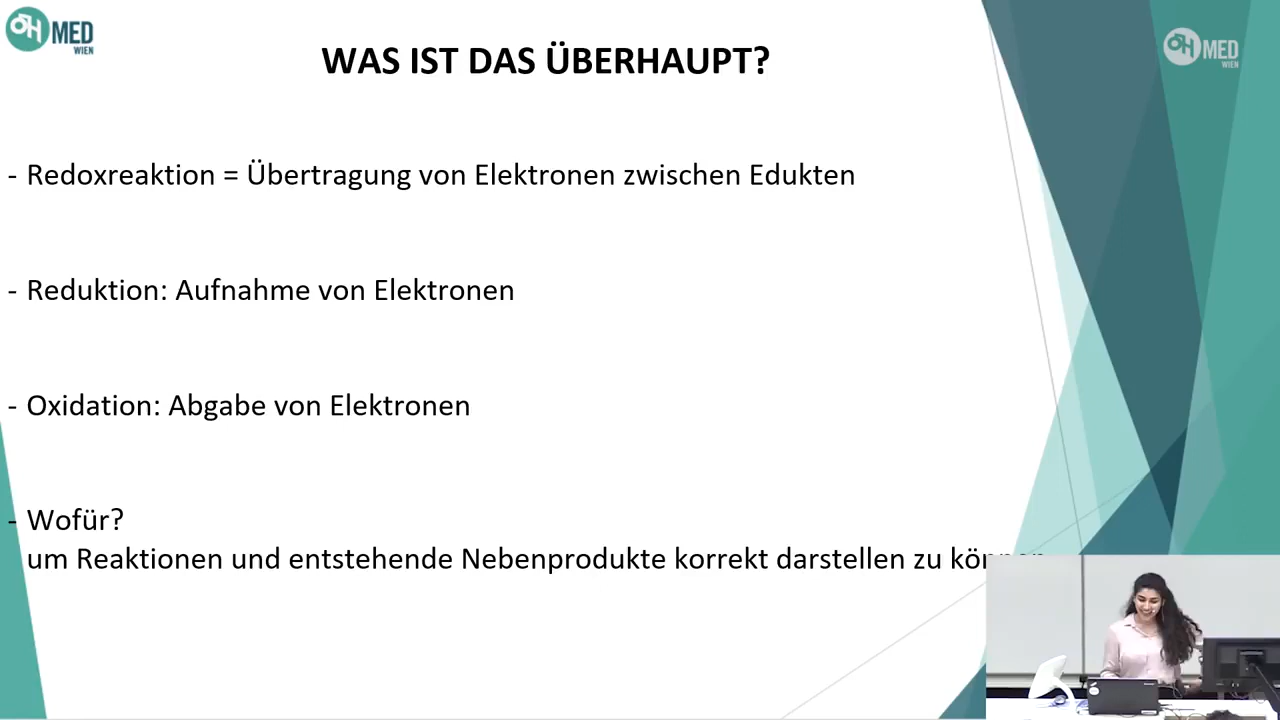 ÖH MED
WIEN
ÖH MED
WIEN
WAS IST DAS ÜBERHAUPT?
- Redoxreaktion = Übertragung von Elektronen zwischen Edukten
- Reduktion: Aufnahme von Elektronen
- Oxidation: Abgabe von Elektronen
- Wofür?
um Reaktionen und entstehende Nebenprodukte korrekt darstellen zu